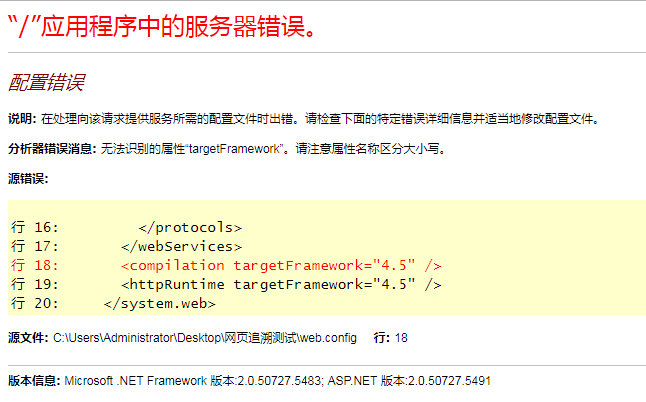 “/”应用程序中的服务器错误。
配置错误
说明: 在处理向该请求提供服务所需的配置文件时出错。请检查下面的特定错误详细信息并适当地修改配置文件。
分析器错误消息: 无法识别的属性“targetFramework”。请注意属性名称区分大小写。
源错误:
行 16:         </protocols>
行 17:       </webServices>
行 18:       <compilation targetFramework="4.5" />
行 19:       <httpRuntime targetFramework="4.5" />
行 20:     </system.web>
源文件: C:\Users\Administrator\Desktop\网页追溯测试\web.config    行: 18
版本信息: Microsoft .NET Framework 版本:2.0.50727.5483; ASP.NET 版本:2.0.50727.5491